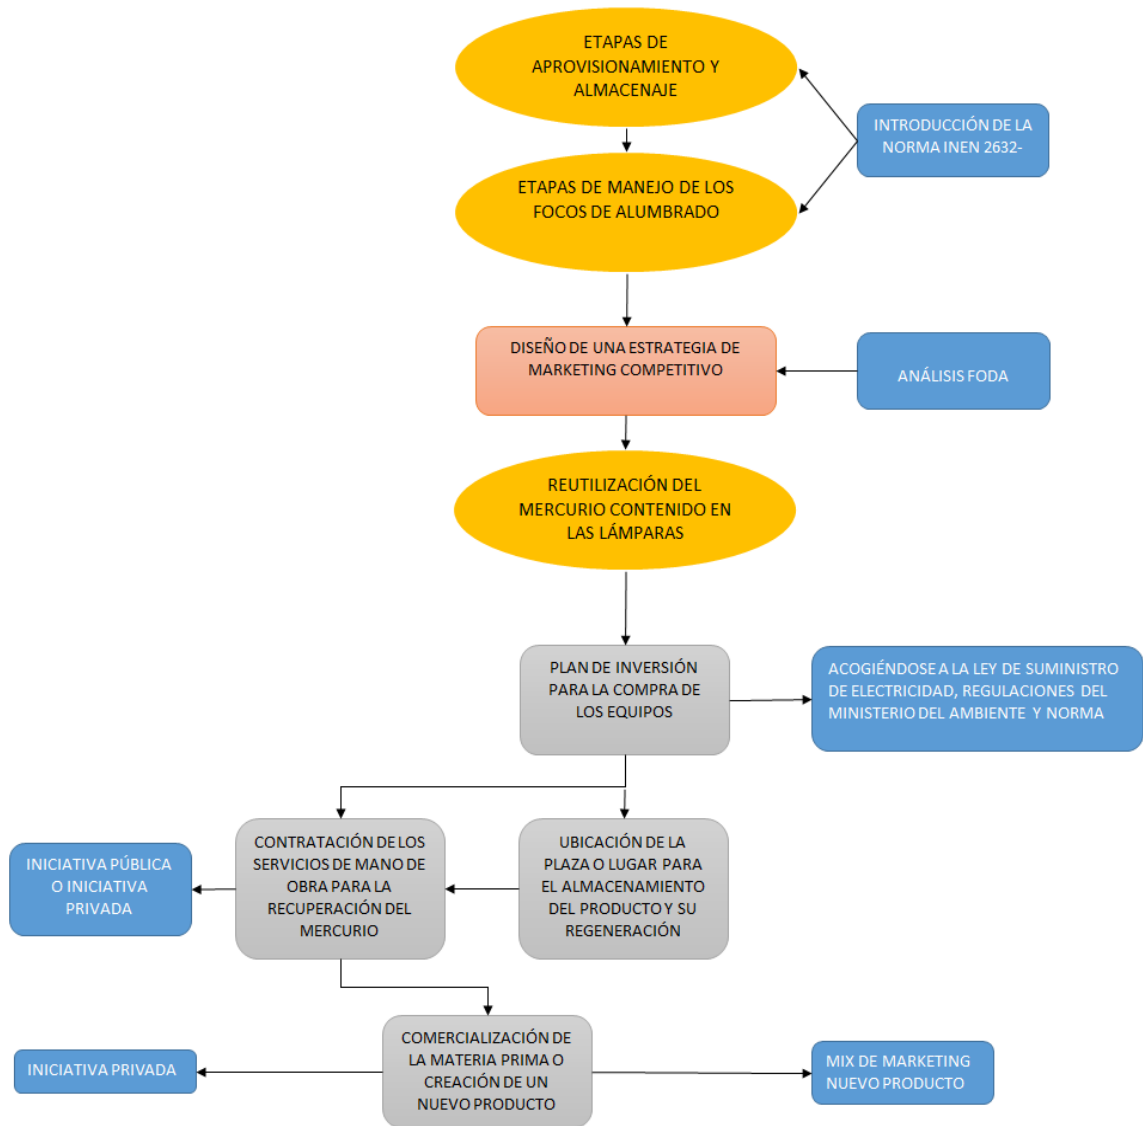 ETAPAS DE
APROVISIONAMIENTO Y
ALMACENAJE
INTRODUCCIÓN DE LA
NORMA INEN 2632-
ETAPAS DE MANEJO DE LOS
FOCOS DE ALUMBRADO
DISEÑO DE UNA ESTRATEGIA DE
MARKETING COMPETITIVO
ANÁLISIS FODA
REUTILIZACIÓN DEL
MERCURIO CONTENIDO EN
LAS LÁMPARAS
PLAN DE INVERSIÓN
PARA LA COMPRA DE
LOS EQUIPOS
ACOGIÉNDOSE A LA LEY DE SUMINISTRO
DE ELECTRICIDAD, REGULACIONES DEL
MINISTERIO DEL AMBIENTE Y NORMA
INICIATIVA PÚBLICA
O INICIATIVA
PRIVADA
CONTRATACIÓN DE LOS
SERVICIOS DE MANO DE
OBRA PARA LA
RECUPERACIÓN DEL
MERCURIO
UBICACIÓN DE LA
PLAZA O LUGAR PARA
EL ALMACENAMIENTO
DEL PRODUCTO Y SU
REGENERACIÓN
INICIATIVA PRIVADA
COMERCIALIZACIÓN DE
LA MATERIA PRIMA O
CREACIÓN DE UN
NUEVO PRODUCTO
MIX DE MARKETING
NUEVO PRODUCTO